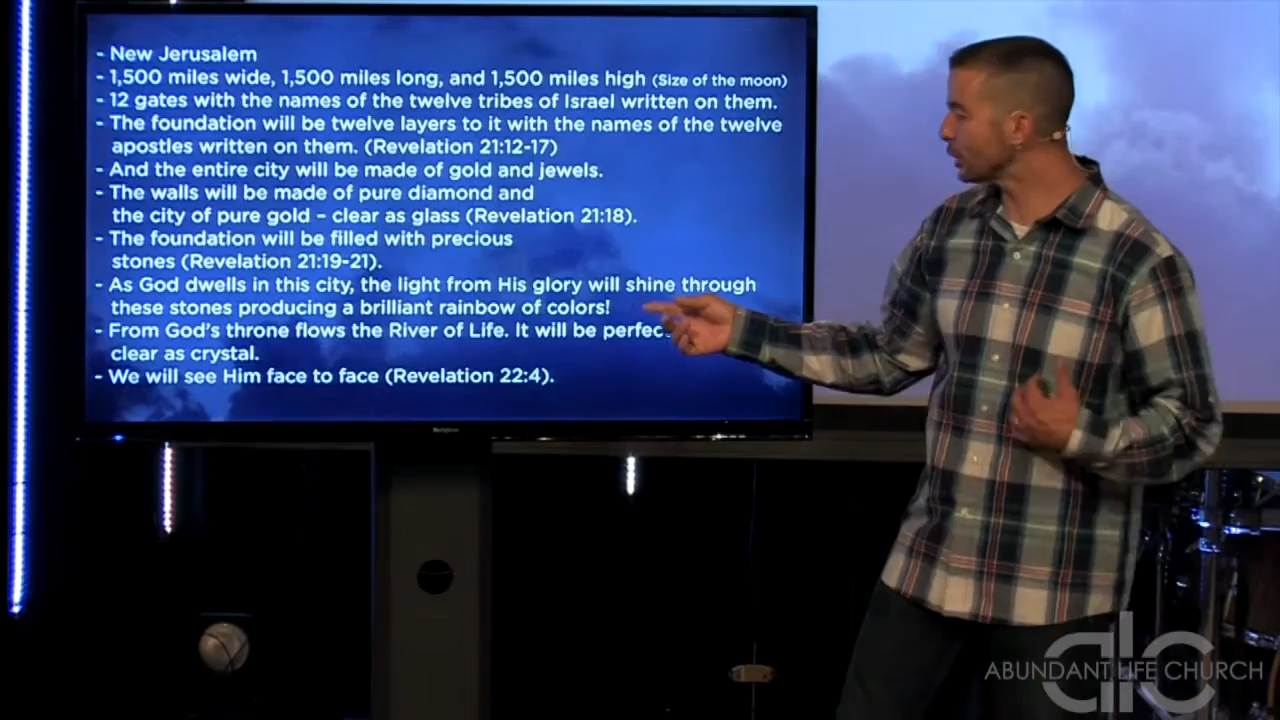 - New Jerusalem
- 1,500 miles wide, 1,500 miles long, and 1,500 miles high (Size of the moon)
- 12 gates with the names of the twelve tribes of Israel written on them.
- The foundation will be twelve layers to it with the names of the twelve
apostles written on them. (Revelation 21:12-17)
- And the entire city will be made of gold and jewels.
- The walls will be made of pure diamond and
the city of pure gold – clear as glass (Revelation 21:18).
- The foundation will be filled with precious
stones (Revelation 21:19-21).
- As God dwells in this city, the light from His glory will shine through
these stones producing a brilliant rainbow of colors!
- From God's throne flows the River of Life. It will be perfec
clear as crystal.
- We will see Him face to face (Revelation 22:4).
alc
ABUNDANT LIFE CHURCH